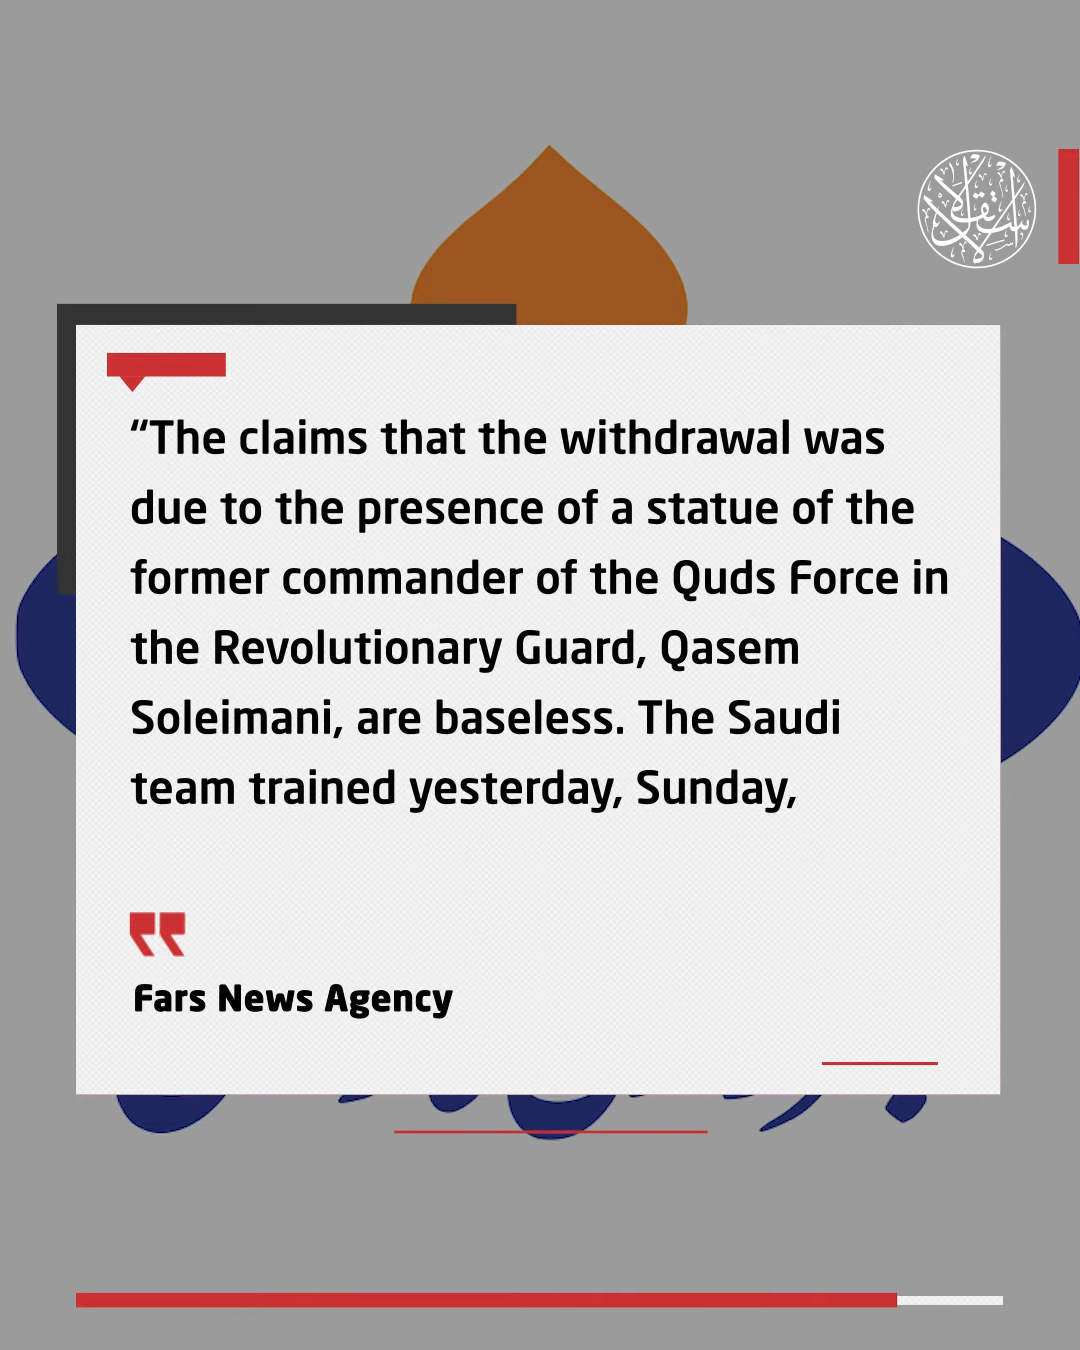 استقلال
“The claims that the withdrawal was
due to the presence of a statue of the
former commander of the Quds Force in
the Revolutionary Guard, Qasem
Soleimani, are baseless. The Saudi
team trained yesterday, Sunday,
Fars News Agency